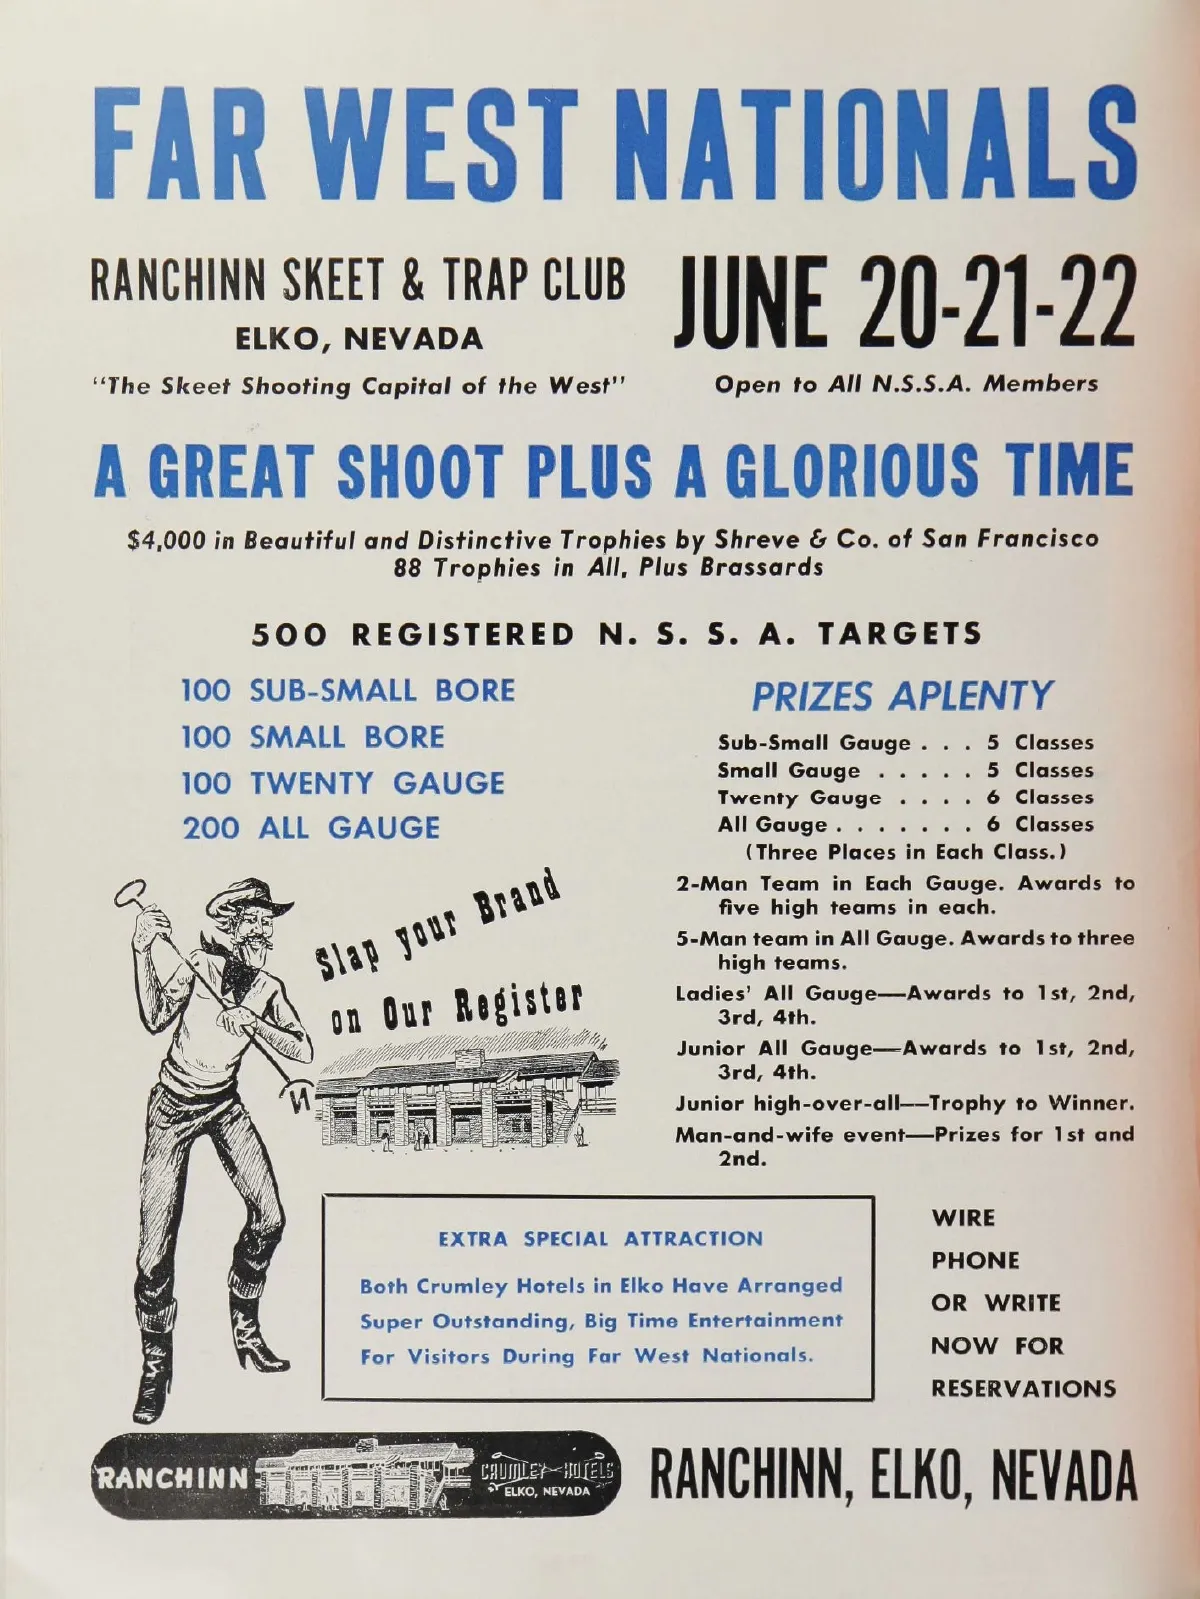 FAR WEST NATIONALS
RANCHINN SKEET & TRAP CLUB
ELKO, NEVADA
"The Skeet Shooting Capital of the West"
JUNE 20-21-22
Open to All N.S.S.A. Members
A GREAT SHOOT PLUS A GLORIOUS TIME
$4,000 in Beautiful and Distinctive Trophies by Shreve & Co. of San Francisco
88 Trophies in All, Plus Brassards
500 REGISTERED N. S. S. A. TARGETS
100 SUB-SMALL BORE
100 SMALL BORE
100 TWENTY GAUGE
200 ALL GAUGE
PRIZES APLENTY
Sub-Small Gauge . . . 5 Classes
Small Gauge . . . . . 5 Classes
Twenty Gauge . . . . 6 Classes
All Gauge . . . . . . . 6 Classes
(Three Places in Each Class.)
2-Man Team in Each Gauge. Awards to
five high teams in each.
5-Man team in All Gauge. Awards to three
high teams.
Ladies' All Gauge—Awards to 1st, 2nd,
3rd, 4th.
Junior All Gauge—Awards to 1st, 2nd,
3rd, 4th.
Junior high-over-all—Trophy to Winner.
Man-and-wife event—Prizes for 1st and
2nd.
Slap your Brand
on Our Register
EXTRA SPECIAL ATTRACTION
Both Crumley Hotels in Elko Have Arranged
Super Outstanding, Big Time Entertainment
For Visitors During Far West Nationals.
WIRE
PHONE
OR WRITE
NOW FOR
RESERVATIONS
RANCHINN
CRUMLEY HOTELS
ELKO, NEVADA
RANCHINN, ELKO, NEVADA